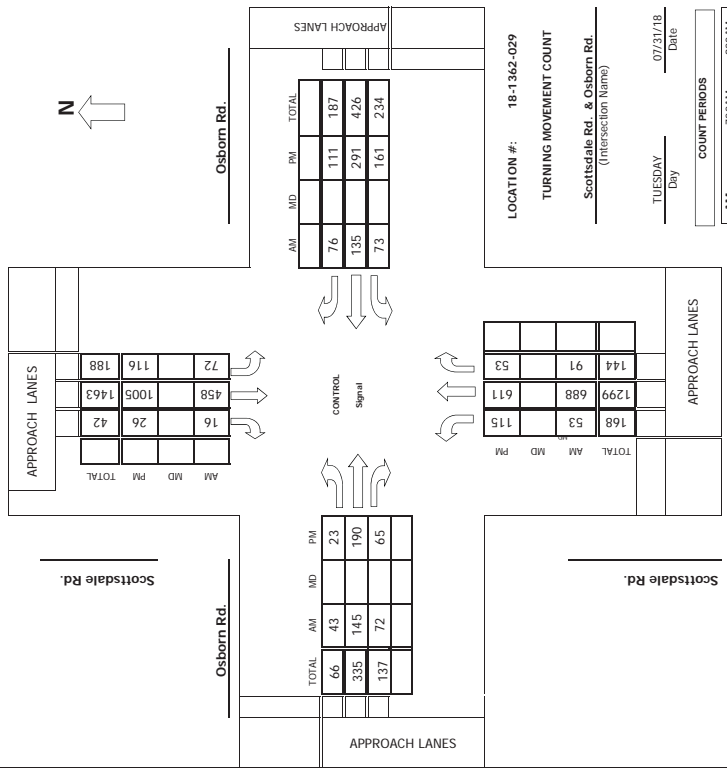 N
APPROACH LANES
Osborn Rd.
AM MD PM TOTAL
76 111 187
135 291 426
73 161 234
APPROACH LANES
TOTAL 42 1463 188
PM 26 1005 116
MD
AM 16 458 72
CONTROL
Signal
PM 115 611 53
MD
AM 53 688 91
MD
TOTAL 168 1299 144
APPROACH LANES
Scottsdale Rd.
Scottsdale Rd.
Osborn Rd.
TOTAL AM MD PM
66 43 23
335 145 190
137 72 65
APPROACH LANES
LOCATION #: 18-1362-029
TURNING MOVEMENT COUNT
Scottsdale Rd. & Osborn Rd.
(Intersection Name)
TUESDAY 07/31/18
Day Date
COUNT PERIODS